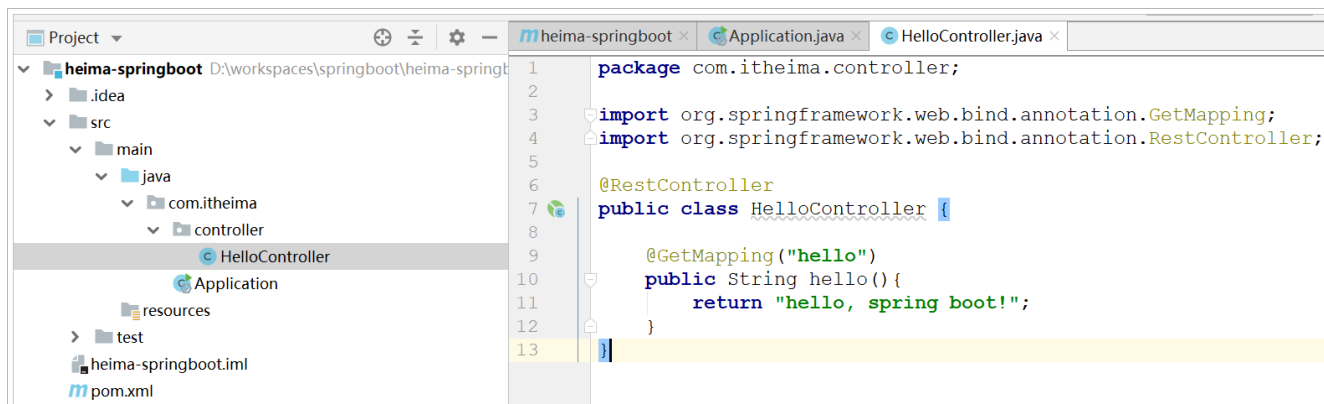 Project
heima-springboot D:\workspaces\springboot\heima-springb
.idea
src
main
java
com.itheima
controller
HelloController
Application
resources
test
heima-springboot.iml
pom.xml
heima-springboot Application.java HelloController.java
1 package com.itheima.controller;
2
3 import org.springframework.web.bind.annotation.GetMapping;
4 import org.springframework.web.bind.annotation.RestController;
5
6 @RestController
7 public class HelloController {
8
9 @GetMapping("hello")
10 public String hello(){
11 return "hello, spring boot!";
12 }
13 }